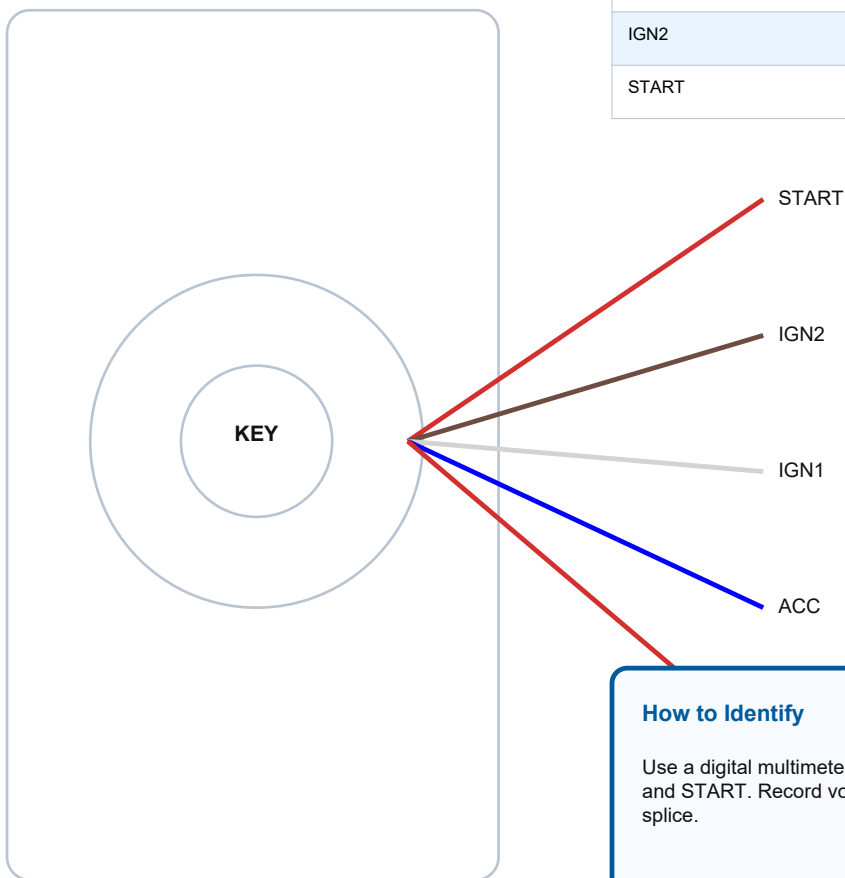 IGN2
START
START
IGN2
KEY
IGN1
ACC
How to Identify
Use a digital multimete
and START. Record vo
splice.